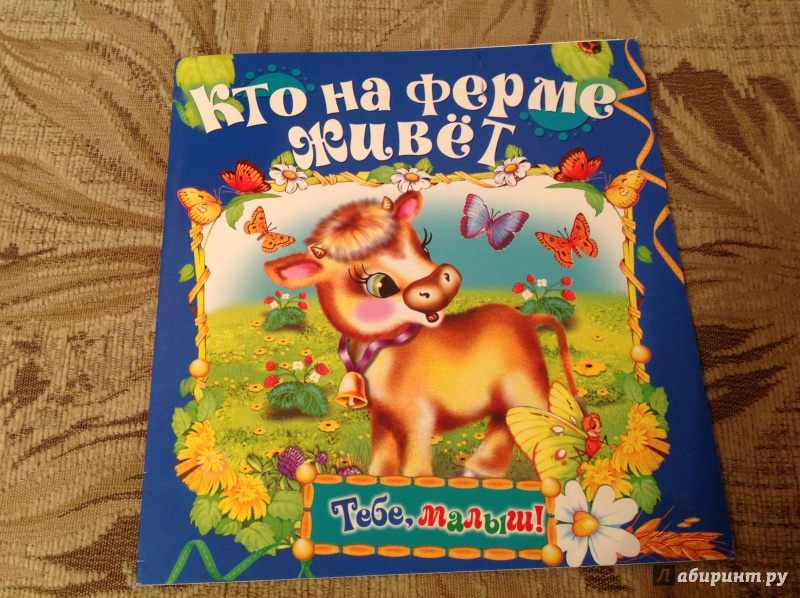 Кто на ферме
живёт
Тебе, малыш!
Лабиринт.ру